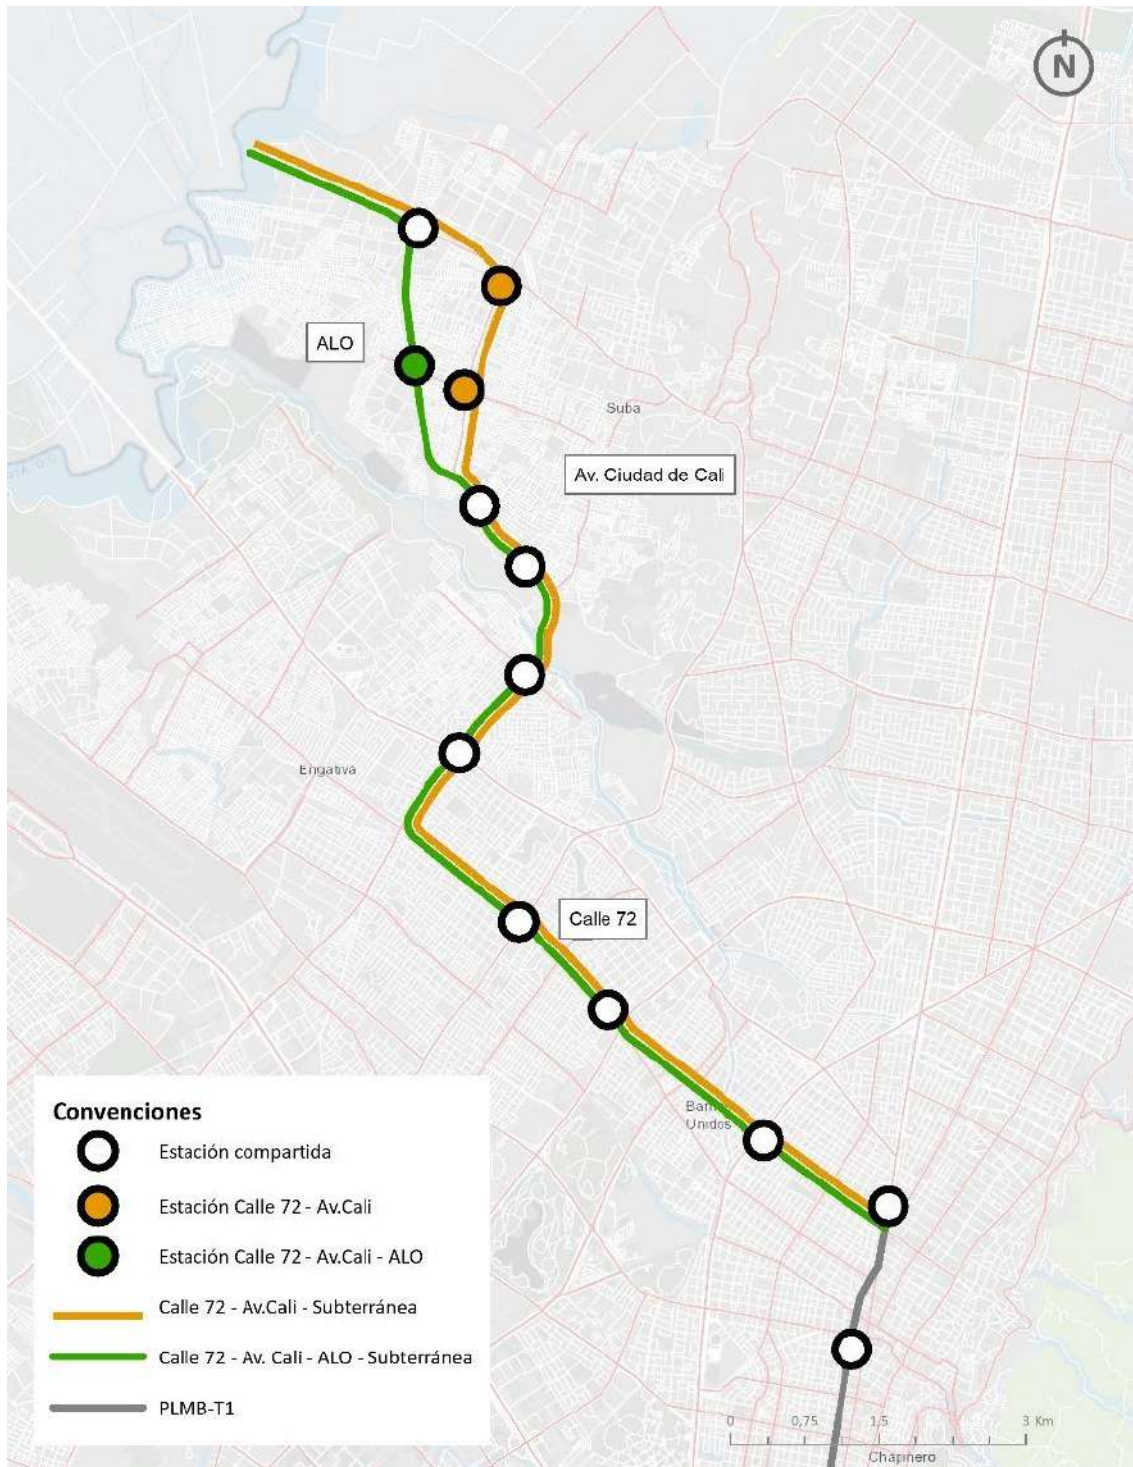 N
ALO
Suba
Av. Ciudad de Cali
Engativá
Calle 72
Unidos
Convenciones
Estación compartida
Estación Calle 72 - Av.Cali
Estación Calle 72 - Av.Cali - ALO
Calle 72 - Av.Cali - Subterránea
Calle 72 - Av. Cali - ALO - Subterránea
PLMB-T1
0 0,75 1,5 3 Km
Chapinero